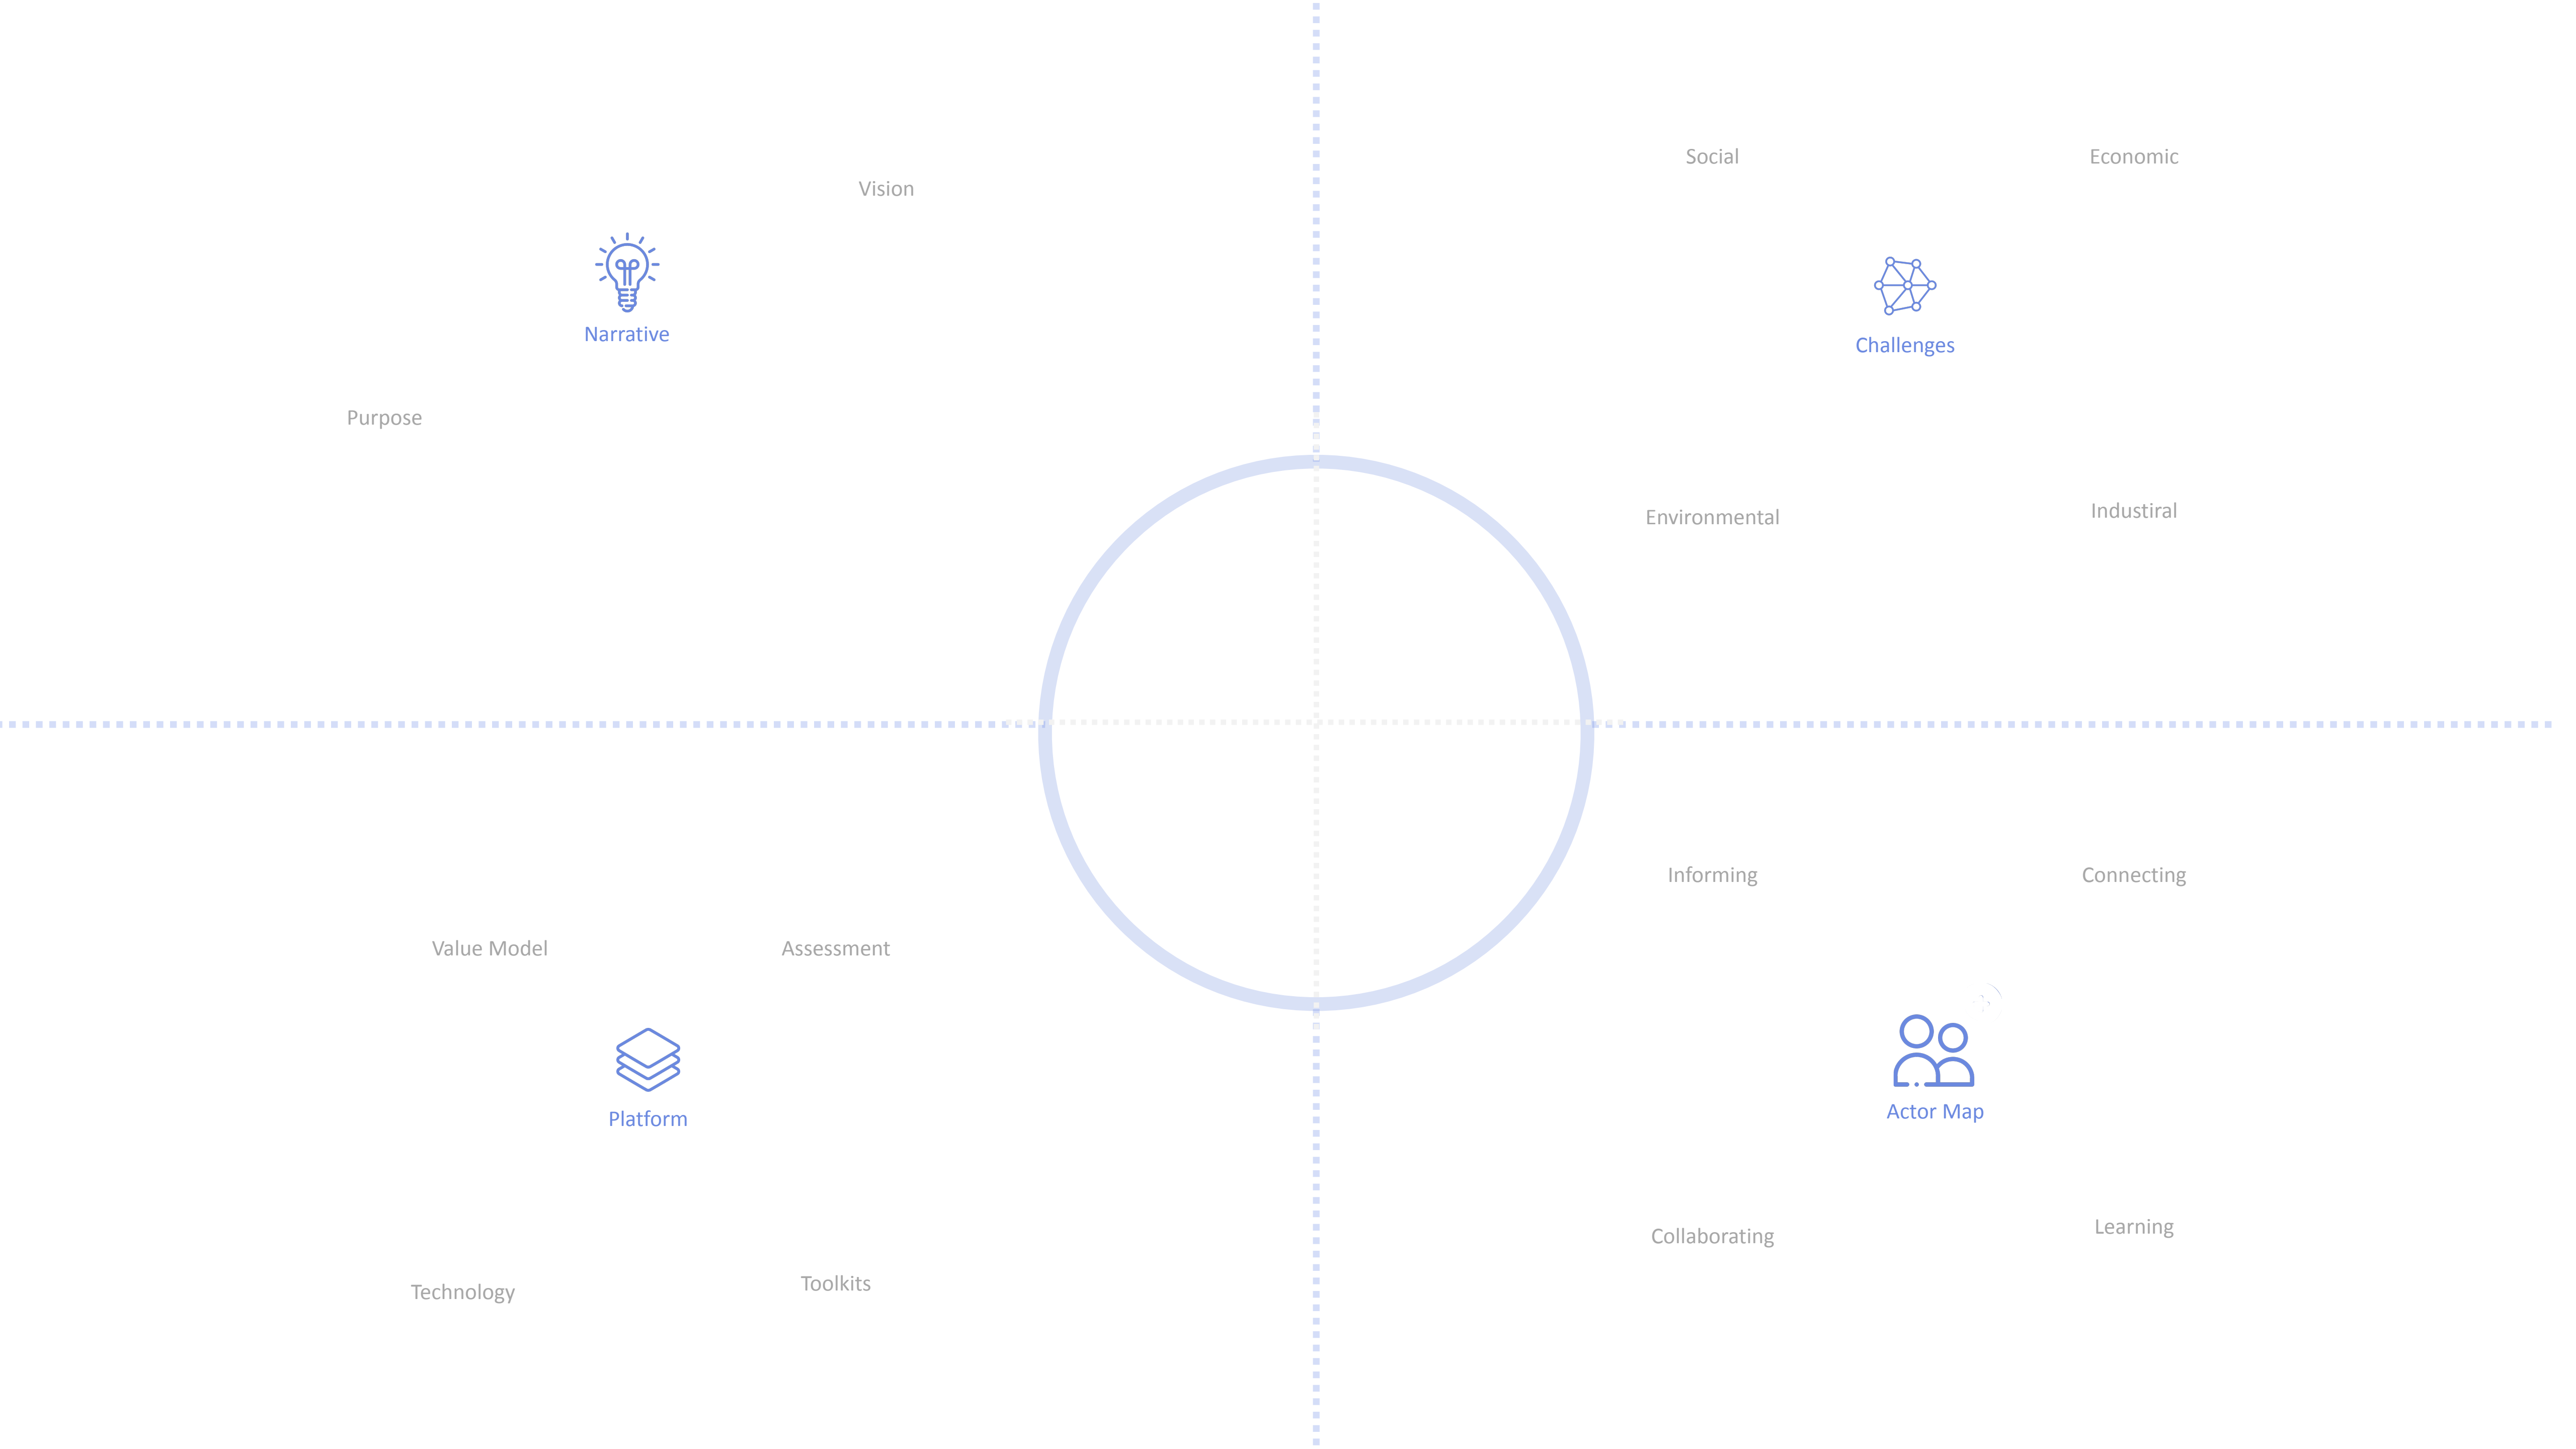 Vision
Narrative
Purpose
Social
Economic
Challenges
Environmental
Industiral
Value Model
Assessment
Platform
Technology
Toolkits
Informing
Connecting
Actor Map
Collaborating
Learning